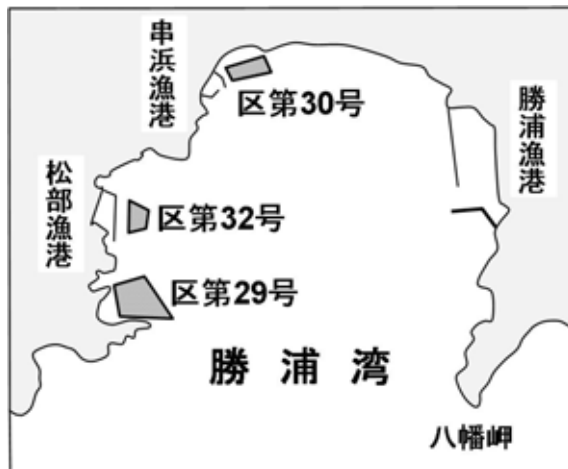 串浜漁港
区第30号
勝浦漁港
松部漁港
区第32号
区第29号
勝浦湾
八幡岬